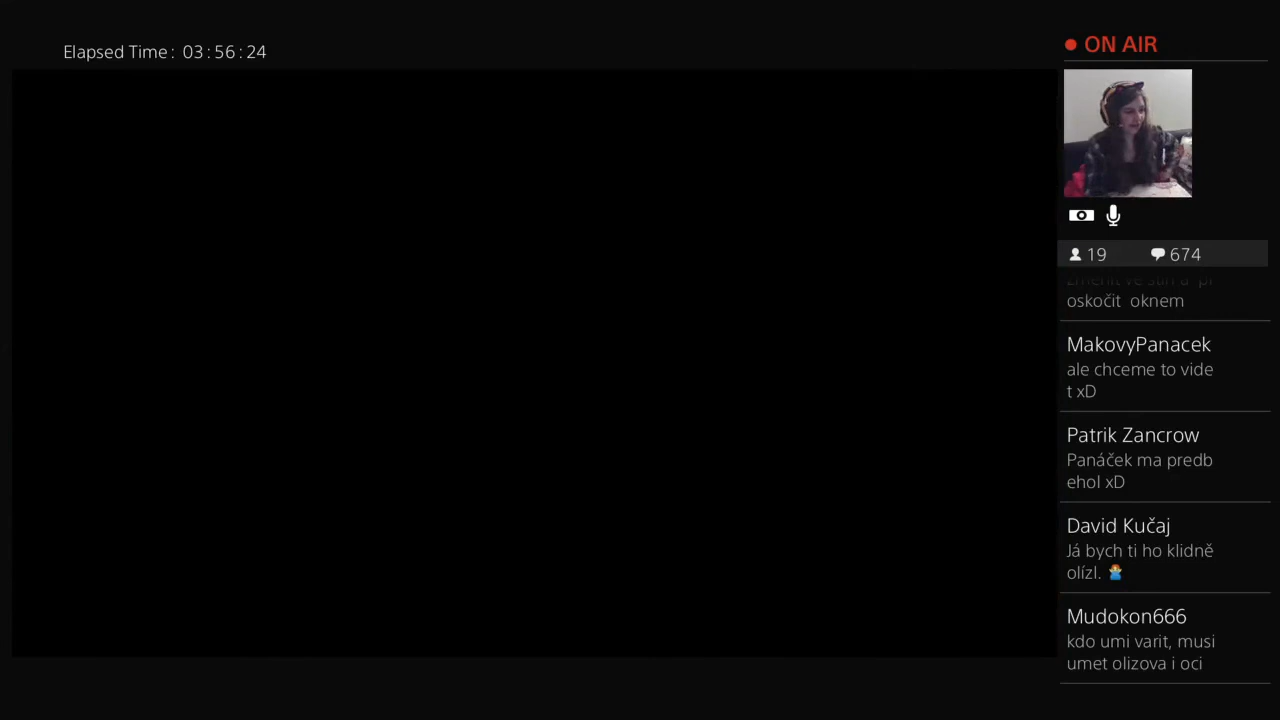 Elapsed Time: 03:56:24
ON AIR
19 674
oskočit oknem
MakovyPanacek
ale chceme to vide
t xD
Patrik Zancrow
Panáček ma predb
ehol xD
David Kučaj
Já bych ti ho klidně
olízl. 🤷
Mudokon666
kdo umi varit, musi
umet olizova i oci